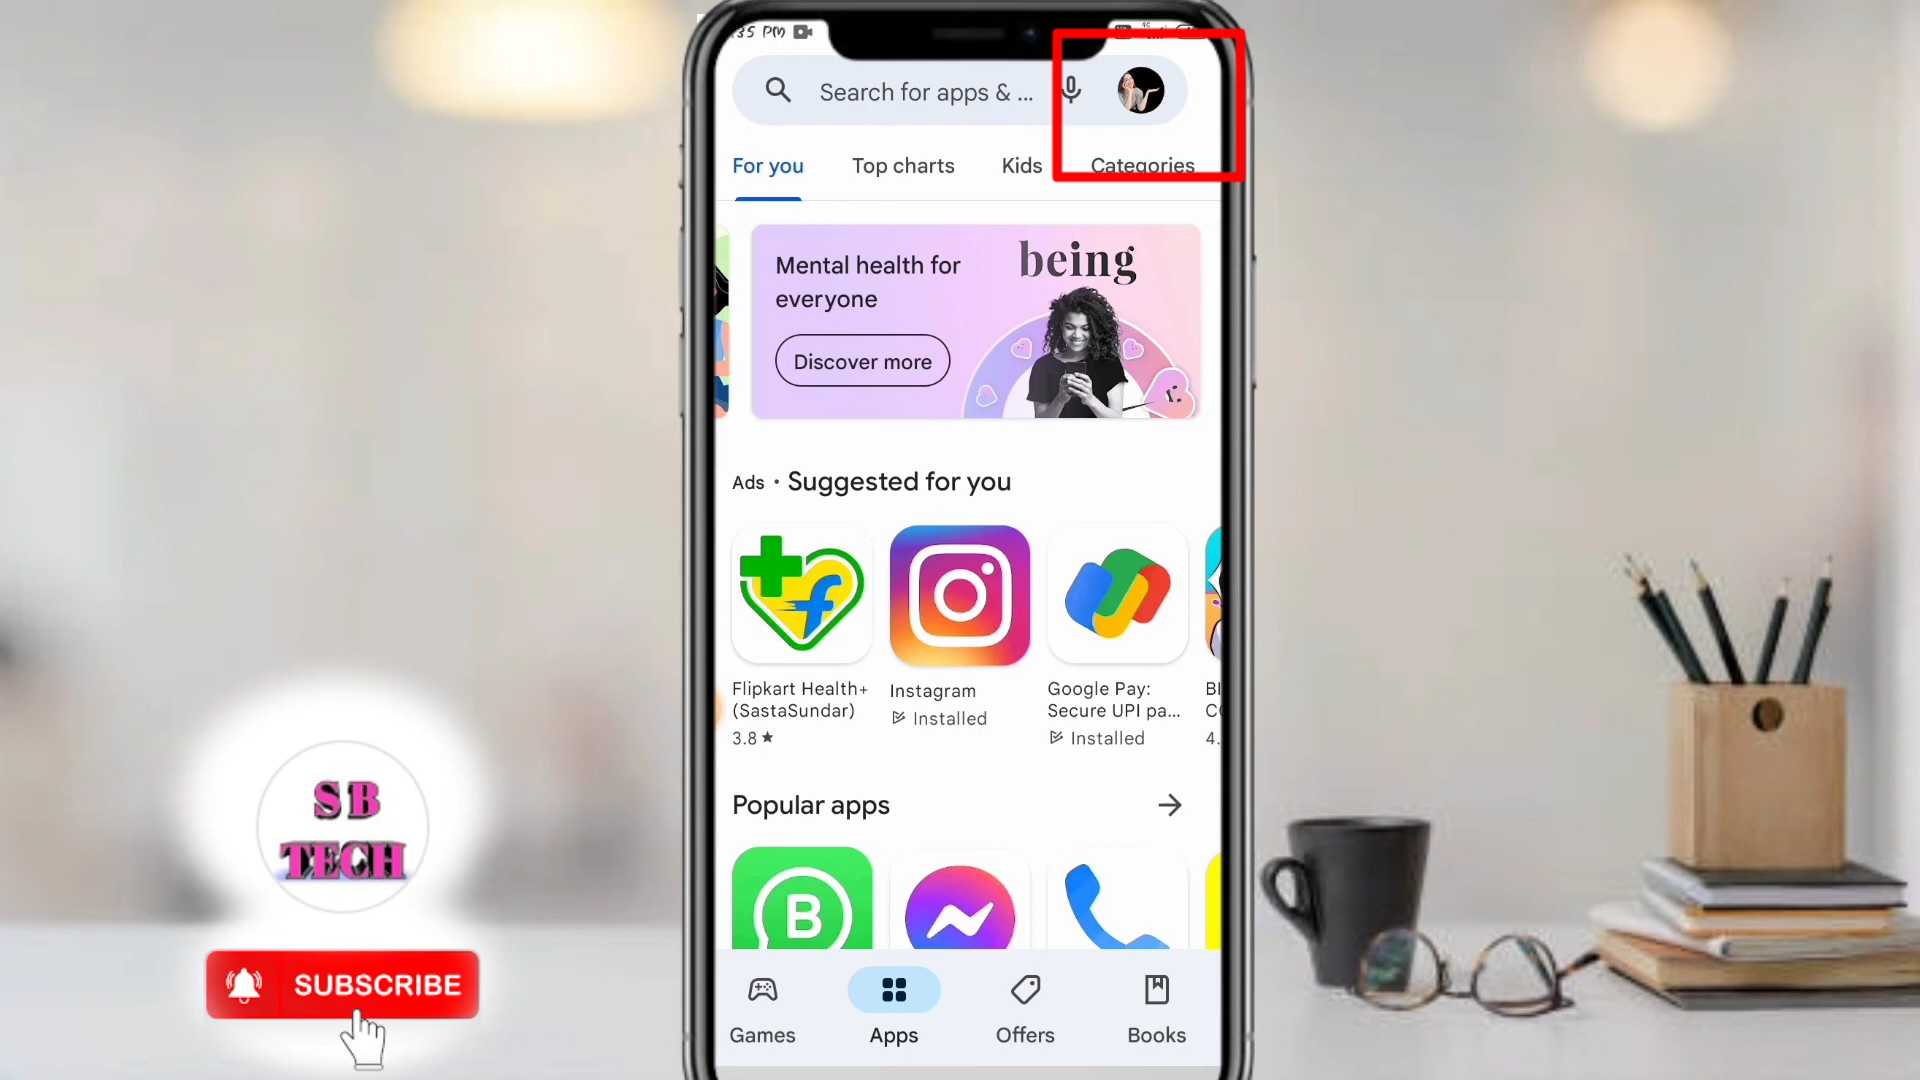 :35 PM
Search for apps & ...
For you
Top charts
Kids
Categories
Mental health for
everyone
being
Discover more
Ads • Suggested for you
Flipkart Health+
(SastaSundar)
3.8
Instagram
Installed
Google Pay:
Secure UPI pa...
Installed
4.
Popular apps
B
Games
Apps
Offers
Books
S B
TECH
SUBSCRIBE